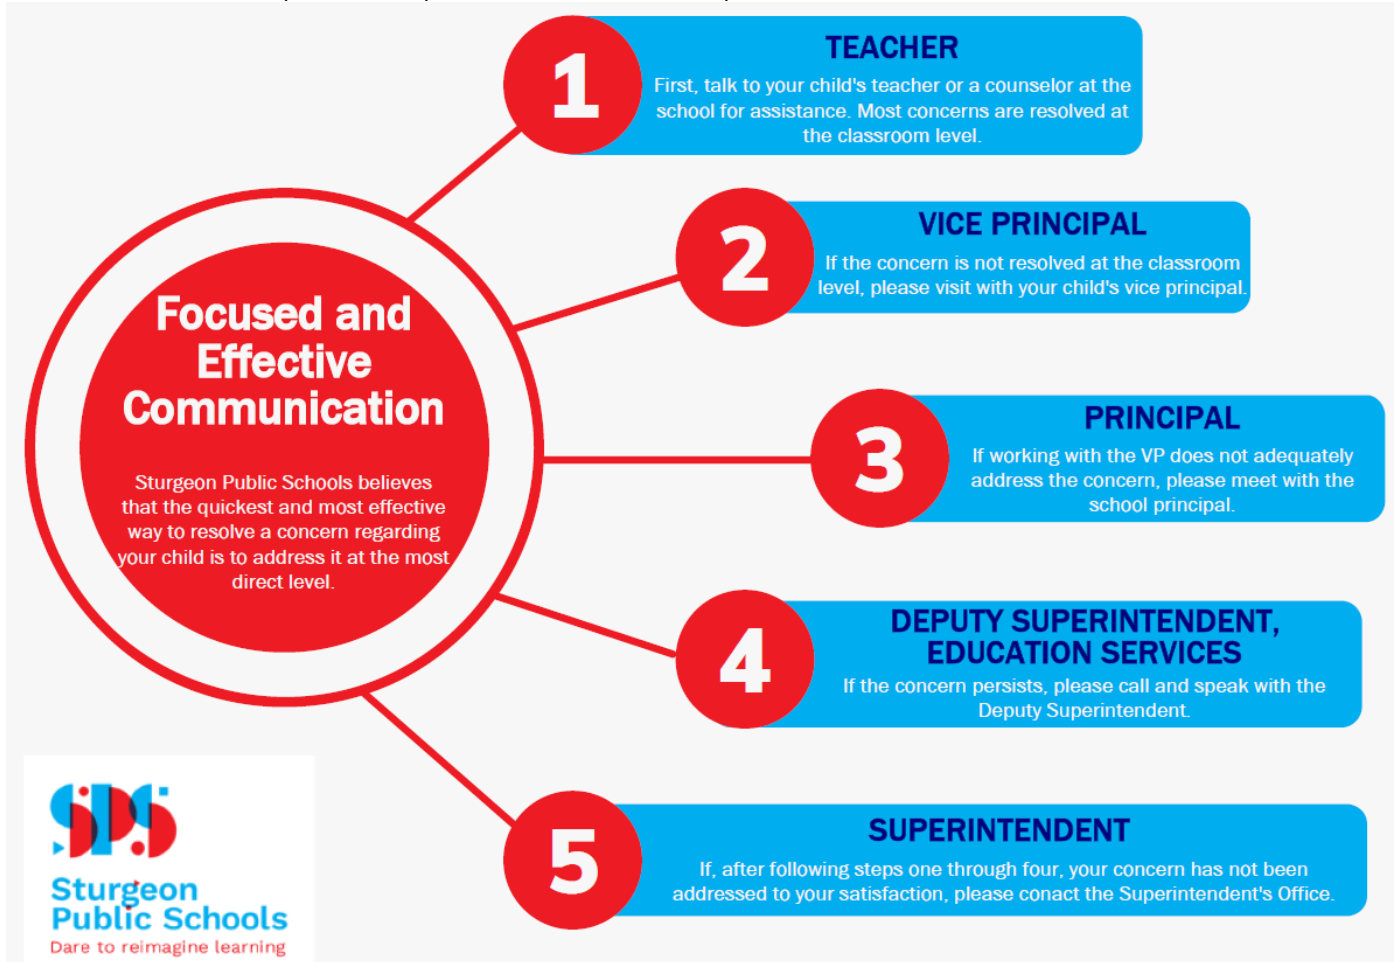 Focused and
Effective
Communication
Sturgeon Public Schools believes
that the quickest and most effective
way to resolve a concern regarding
your child is to address it at the most
direct level.
1
TEACHER
First, talk to your child's teacher or a counselor at the
school for assistance. Most concerns are resolved at
the classroom level.
2
VICE PRINCIPAL
If the concern is not resolved at the classroom
level, please visit with your child's vice principal.
3
PRINCIPAL
If working with the VP does not adequately
address the concern, please meet with the
school principal.
4
DEPUTY SUPERINTENDENT,
EDUCATION SERVICES
If the concern persists, please call and speak with the
Deputy Superintendent.
5
SUPERINTENDENT
If, after following steps one through four, your concern has not been
addressed to your satisfaction, please conact the Superintendent's Office.
SPS
Sturgeon
Public Schools
Dare to reimagine learning